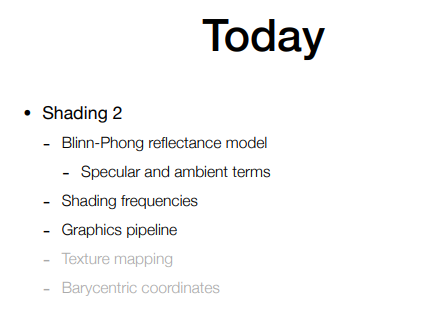 Today
• Shading 2
- Blinn-Phong reflectance model
- Specular and ambient terms
- Shading frequencies
- Graphics pipeline
- Texture mapping
- Barycentric coordinates